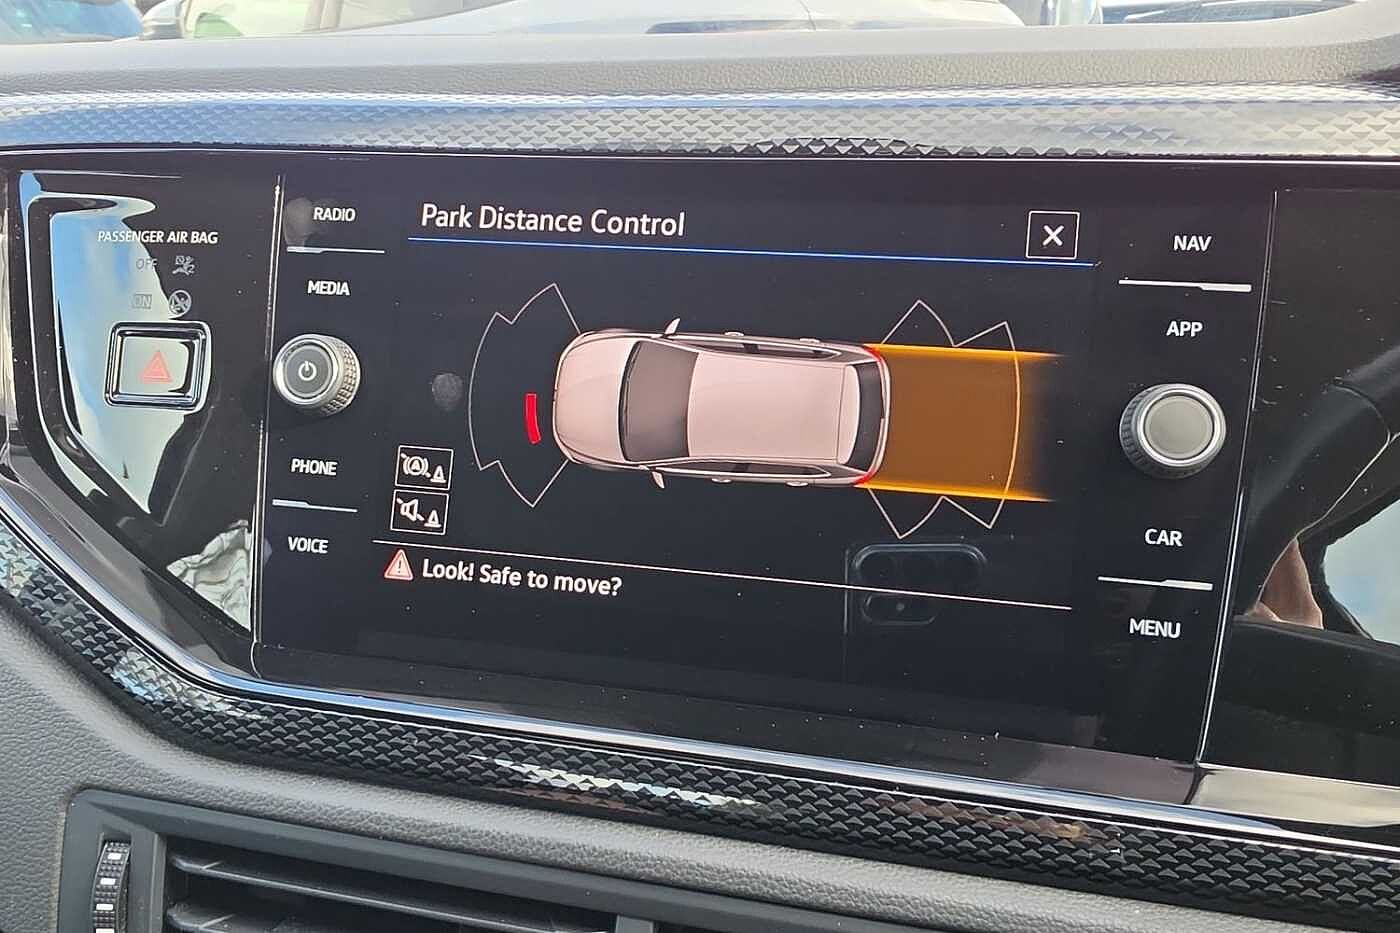 PASSENGER AIR BAG
OFF
ON
RADIO
MEDIA
PHONE
VOICE
Park Distance Control
A
Look! Safe to move?
NAV
APP
CAR
MENU